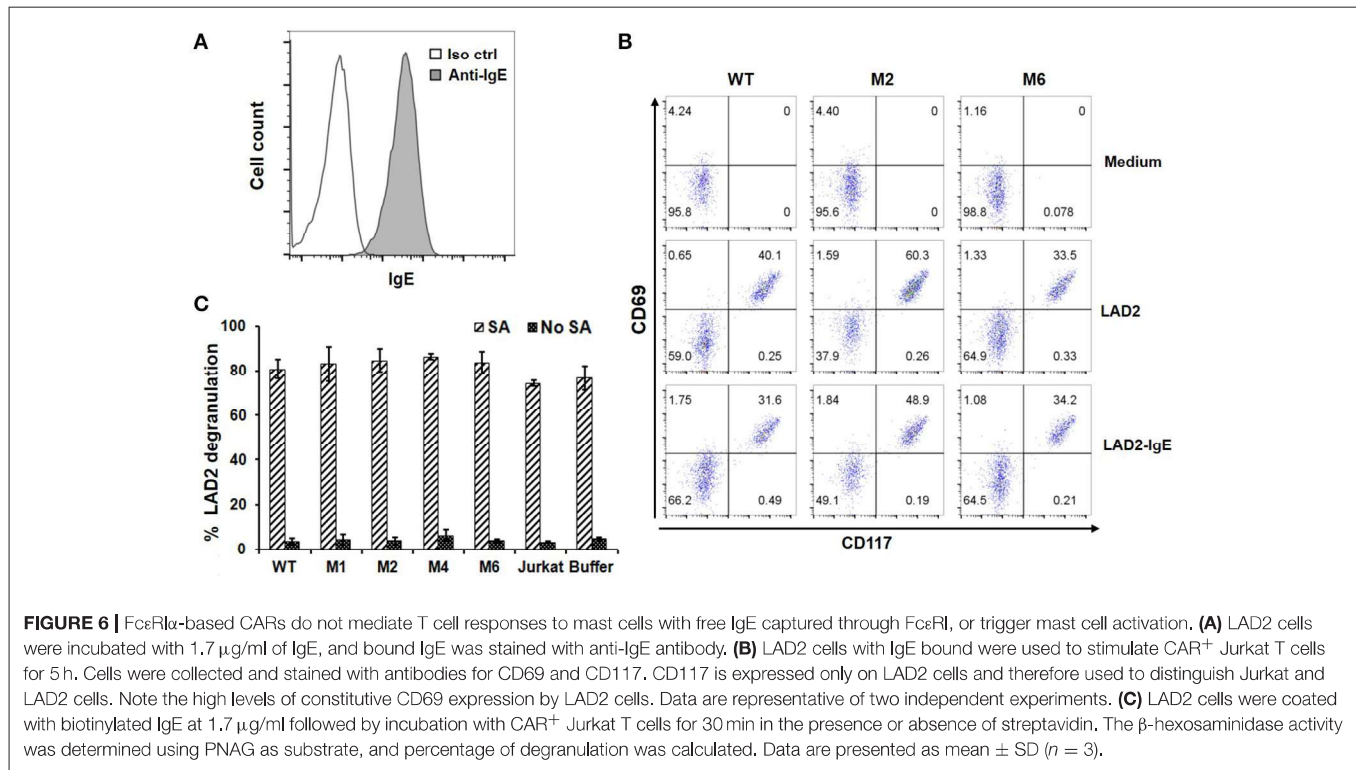 A
Iso ctrl
Anti-IgE
Cell count
IgE
B
WT M2 M6
4.24 0 4.40 0 1.16 0
Medium
95.8 0 95.6 0 98.8 0.078
0.65 40.1 1.59 60.3 1.33 33.5
CD69
LAD2
59.0 0.25 37.9 0.26 64.9 0.33
1.75 31.6 1.84 48.9 1.08 34.2
LAD2-IgE
66.2 0.49 49.1 0.19 64.5 0.21
CD117
C
SA No SA
% LAD2 degranulation
100
80
60
40
20
0
WT M1 M2 M4 M6 Jurkat Buffer
FIGURE 6 | FcεRIα-based CARs do not mediate T cell responses to mast cells with free IgE captured through FcεRI, or trigger mast cell activation. (A) LAD2 cells
were incubated with 1.7 μg/ml of IgE, and bound IgE was stained with anti-IgE antibody. (B) LAD2 cells with IgE bound were used to stimulate CAR⁺ Jurkat T cells
for 5 h. Cells were collected and stained with antibodies for CD69 and CD117. CD117 is expressed only on LAD2 cells and therefore used to distinguish Jurkat and
LAD2 cells. Note the high levels of constitutive CD69 expression by LAD2 cells. Data are representative of two independent experiments. (C) LAD2 cells were coated
with biotinylated IgE at 1.7 μg/ml followed by incubation with CAR⁺ Jurkat T cells for 30 min in the presence or absence of streptavidin. The β-hexosaminidase activity
was determined using PNAG as substrate, and percentage of degranulation was calculated. Data are presented as mean ± SD (n = 3).